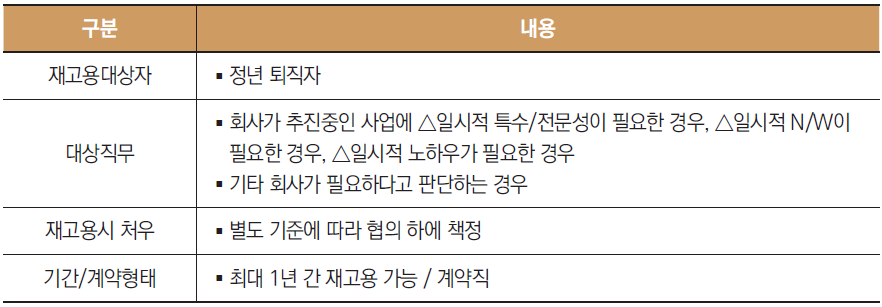 구분 내용
재고용대상자 ▪ 정년 퇴직자
대상직무 ▪ 회사가 추진중인 사업에 △일시적 특수/전문성이 필요한 경우, △일시적 N/W이
필요한 경우, △일시적 노하우가 필요한 경우
▪ 기타 회사가 필요하다고 판단하는 경우
재고용시 처우 ▪ 별도 기준에 따라 협의 하에 책정
기간/계약형태 ▪ 최대 1년 간 재고용 가능 / 계약직